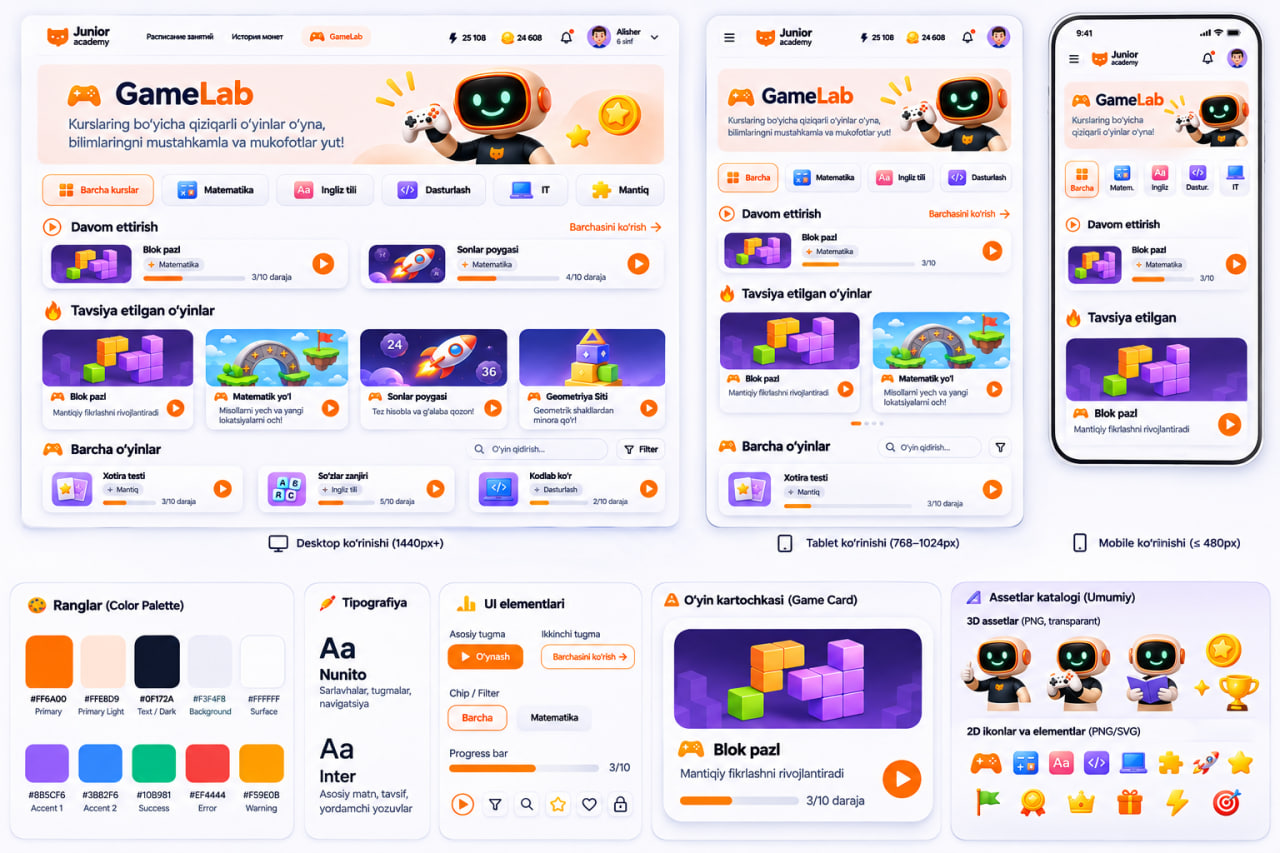 Junior
academy
Расписание занятий
История монет
GameLab
25 108
24 608
Alisher
6 sinf
GameLab
Kurslaring bo‘yicha qiziqarli o‘yinlar o‘yna,
bilimlaringni mustahkamla va mukofotlar yut!
Barcha kurslar
Aa
Matematika
Ingliz tili
</>
Dasturlash
IT
Mantiq
Davom ettirish
Barchasini ko‘rish →
Blok pazl
+ Matematika
3/10 daraja
Sonlar poygasi
+ Matematika
4/10 daraja
Tavsiya etilgan o‘yinlar
Blok pazl
Mantiqiy fikrlashni rivojlantiradi
Matematik yo‘l
Misollarni yech va yangi
lokatsiyalarni och!
24
36
Sonlar poygasi
Tez hisobla va g‘alaba qozon!
Geometriya Siti
Geometrik shakllardan
minora qo‘r!
Barcha o‘yinlar
O‘yin qidirish...
Filter
Xotira testi
+ Mantiq
3/10 daraja
A B
R C
So‘zlar zanjiri
+ Ingliz tili
5/10 daraja
</>
Kodlab ko‘r
+ Dasturlash
2/10 daraja
Desktop ko‘rinishi (1440px+)
Junior
academy
25 108
24 608
GameLab
Kurslaring bo‘yicha qiziqarli o‘yinlar o‘yna,
bilimlaringni mustahkamla va mukofotlar yut!
Barcha
Matematika
Aa
Ingliz tili
</>
Dasturlash
Davom ettirish
Barchasini ko‘rish →
Blok pazl
+ Matematika
3/10
Tavsiya etilgan o‘yinlar
Blok pazl
Mantiqiy fikrlashni rivojlantiradi
Matematik yo‘l
Misollarni yech va yangi
lokatsiyalarni och!
Barcha o‘yinlar
O‘yin qidirish...
Xotira testi
+ Mantiq
3/10 daraja
Tablet ko‘rinishi (768–1024px)
9:41
Junior
academy
GameLab
Kurslaring bo‘yicha
qiziqarli o‘yinlar o‘yna!
Barcha
Matem.
Aa
Ingliz
</>
Dastur.
IT
Davom ettirish
Blok pazl
+ Matematika
3/10
Tavsiya etilgan
Blok pazl
Mantiqiy fikrlashni rivojlantiradi
Mobile ko‘rinishi (≤ 480px)
Ranglar (Color Palette)
#FF6A00
Primary
#FFE8D9
Primary Light
#0F172A
Text / Dark
#F3F4F8
Background
#FFFFFF
Surface
#8B5CF6
Accent 1
#3B82F6
Accent 2
#10B981
Success
#EF4444
Error
#F59E0B
Warning
Tipografiya
Aa
Nunito
Sarlavhalar, tugmalar,
navigatsiya
Aa
Inter
Asosiy matn, tavsif,
yordamchi yozuvlar
UI elementlari
Asosiy tugma
Ikkinchi tugma
O‘ynash
Barchasini ko‘rish →
Chip / Filter
Barcha
Matematika
Progress bar
3/10
O‘yin kartochkasi (Game Card)
Blok pazl
Mantiqiy fikrlashni rivojlantiradi
3/10 daraja
Assetlar katalogi (Umumiy)
3D assetlar (PNG, transparant)
2D ikonlar va elementlar (PNG/SVG)
Aa
</>